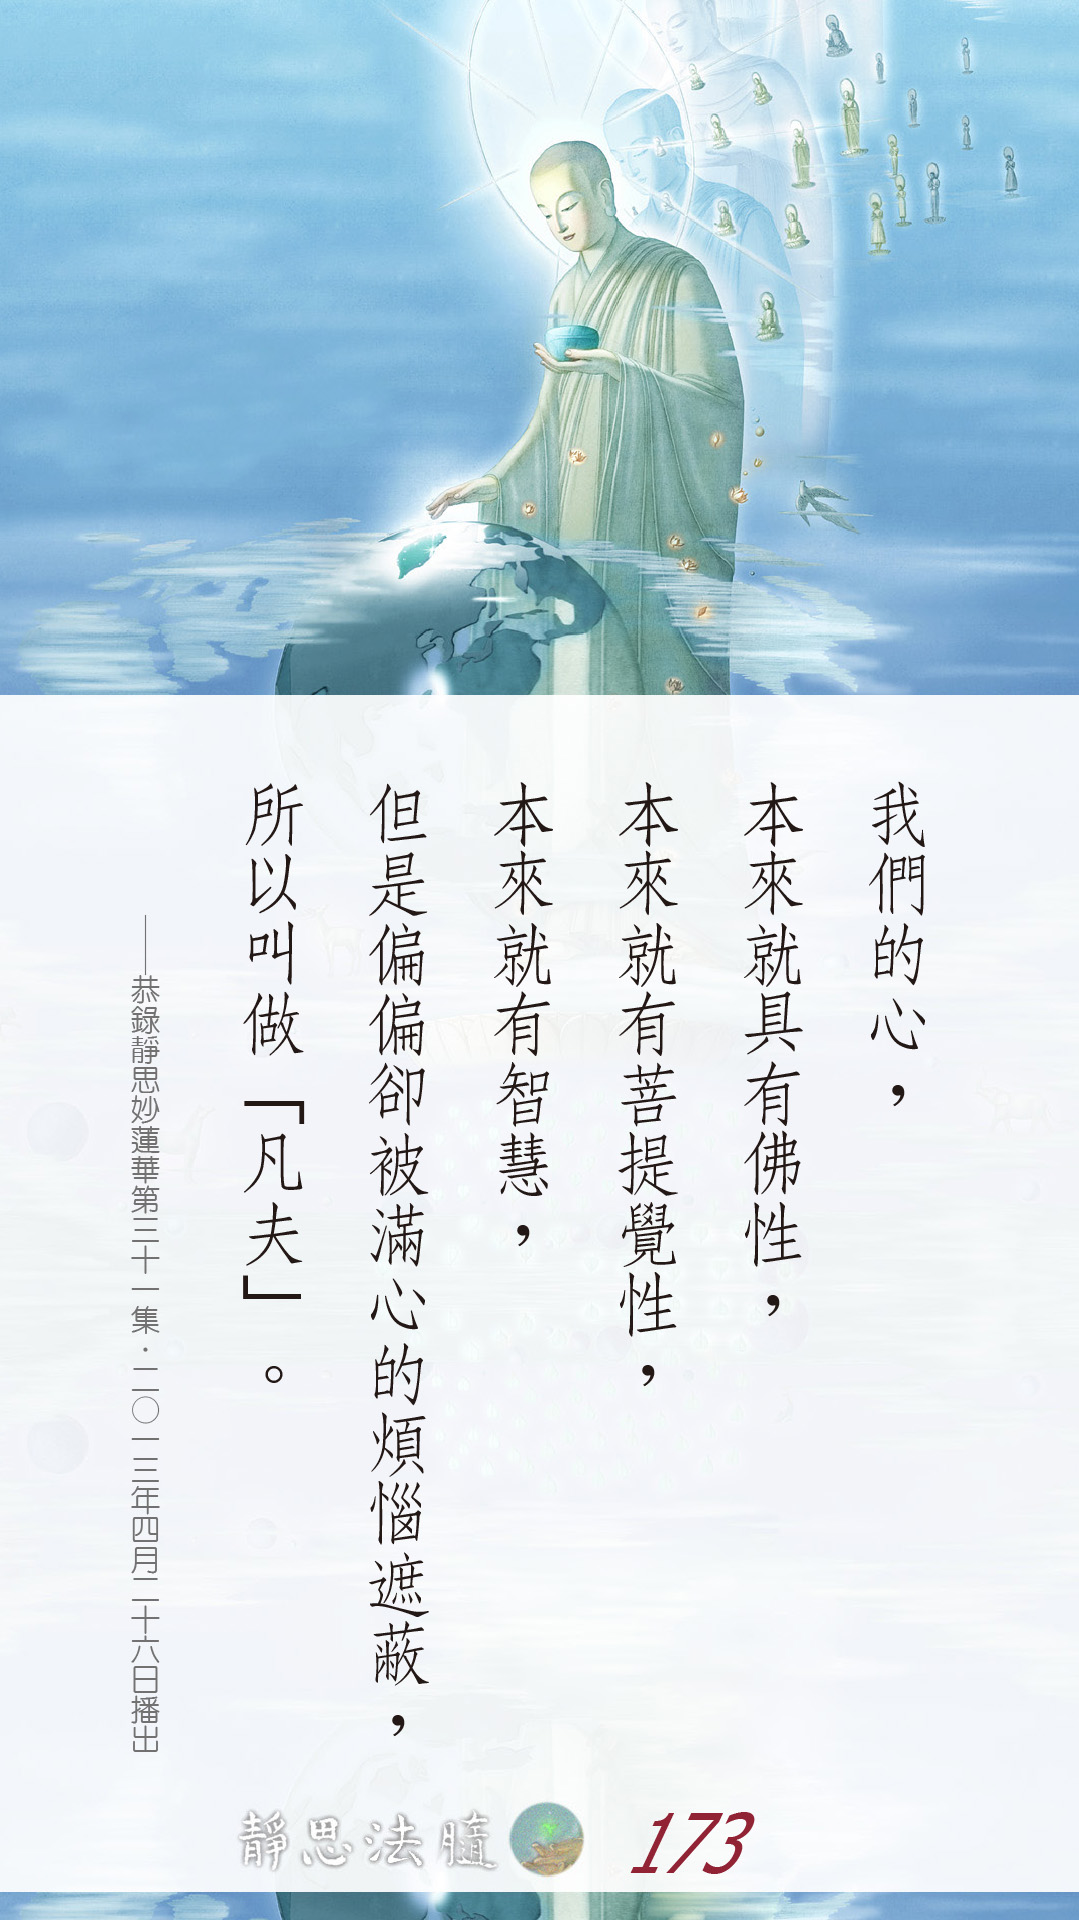 我們的心，
本來就具有佛性，
本來就有菩提覺性，
本來就有智慧，
但是偏偏卻被滿心的煩惱遮蔽，
所以叫做「凡夫」。
——恭錄靜思妙蓮華第三十一集．二〇一三年四月二十六日播出
靜思法髓 173